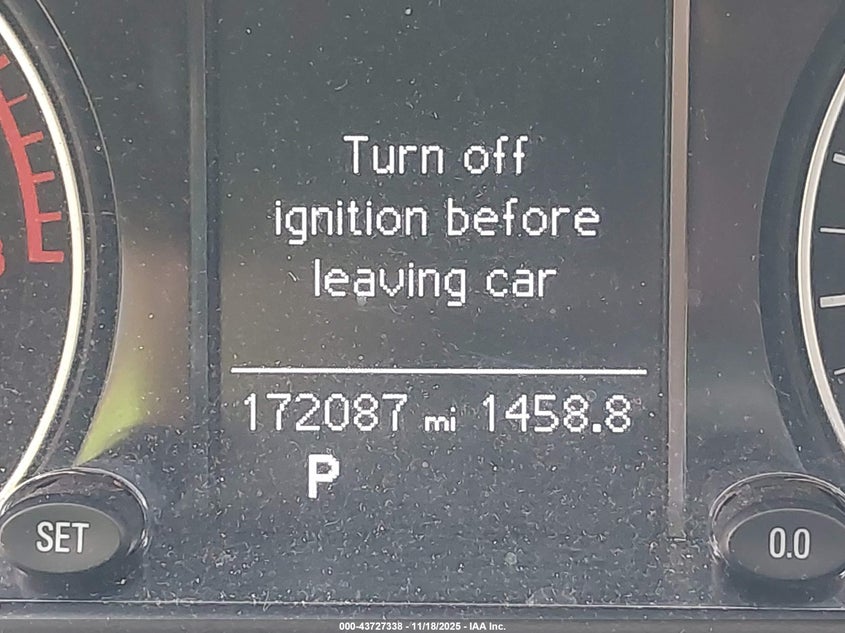 Turn off
ignition before
leaving car
172087 mi 1458.8
P
SET
0.0
000-43727338 - 11/18/2025 - IAA Inc.